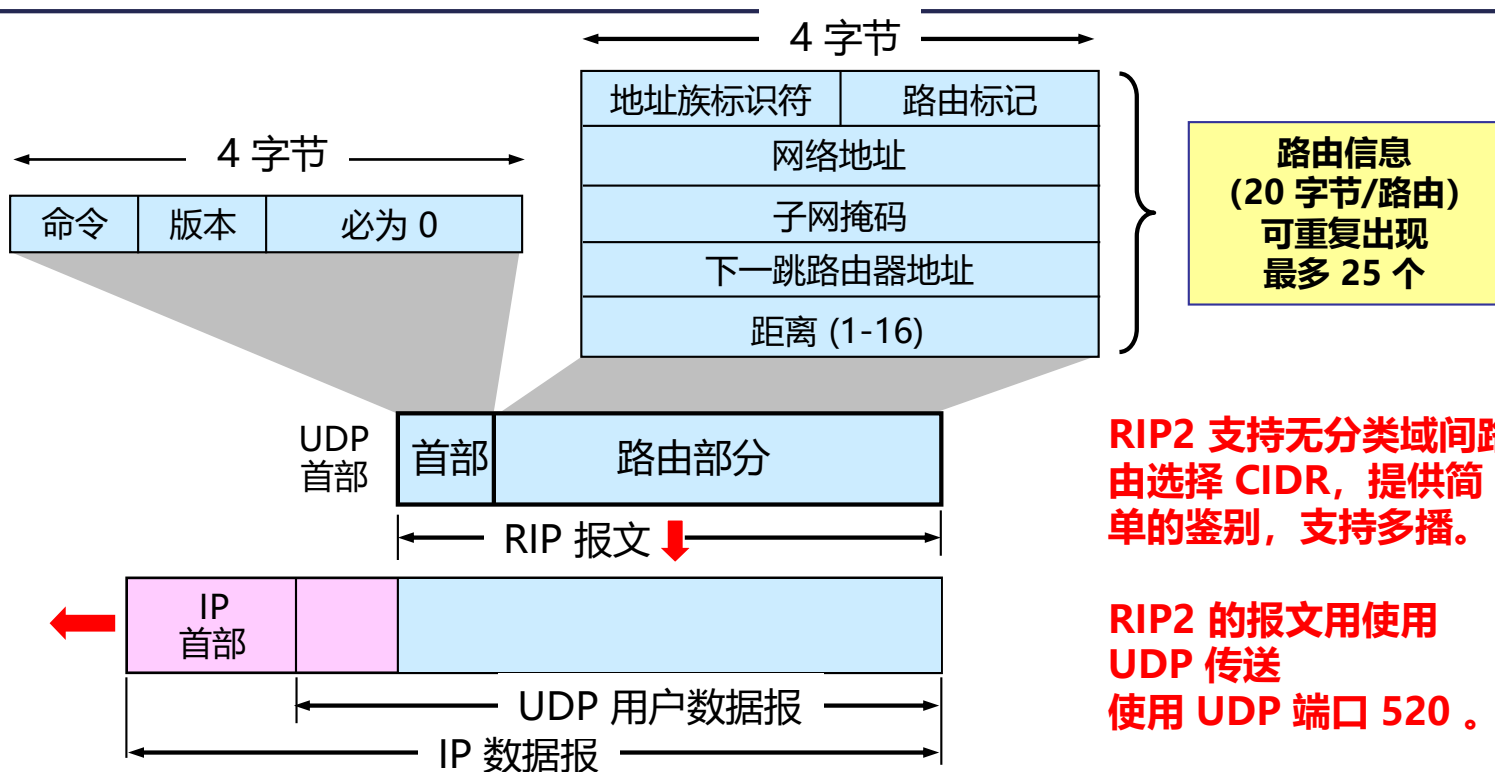 4 字节
地址族标识符
路由标记
网络地址
子网掩码
下一跳路由器地址
距离 (1-16)
4 字节
命令
版本
必为 0
路由信息
(20 字节/路由)
可重复出现
最多 25 个
UDP
首部
首部
路由部分
RIP 报文
IP
首部
UDP 用户数据报
IP 数据报
RIP2 支持无分类域间路
由选择 CIDR，提供简
单的鉴别，支持多播。
RIP2 的报文用使用
UDP 传送
使用 UDP 端口 520 。